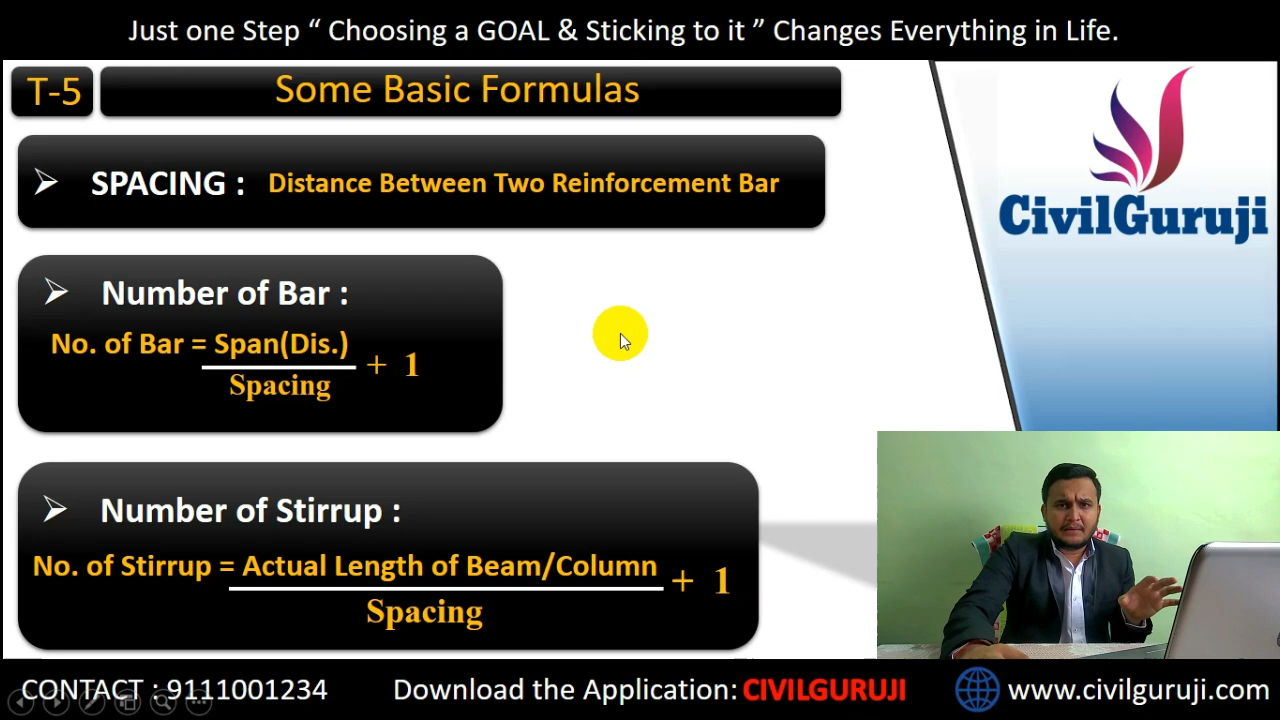 Just one Step “ Choosing a GOAL & Sticking to it ” Changes Everything in Life.
T-5
Some Basic Formulas
SPACING : Distance Between Two Reinforcement Bar
Number of Bar :
No. of Bar = Span(Dis.)
+ 1
Spacing
Number of Stirrup :
No. of Stirrup = Actual Length of Beam/Column
+ 1
Spacing
CivilGuruji
CONTACT : 9111001234
Download the Application: CIVILGURUJI
www.civilguruji.com